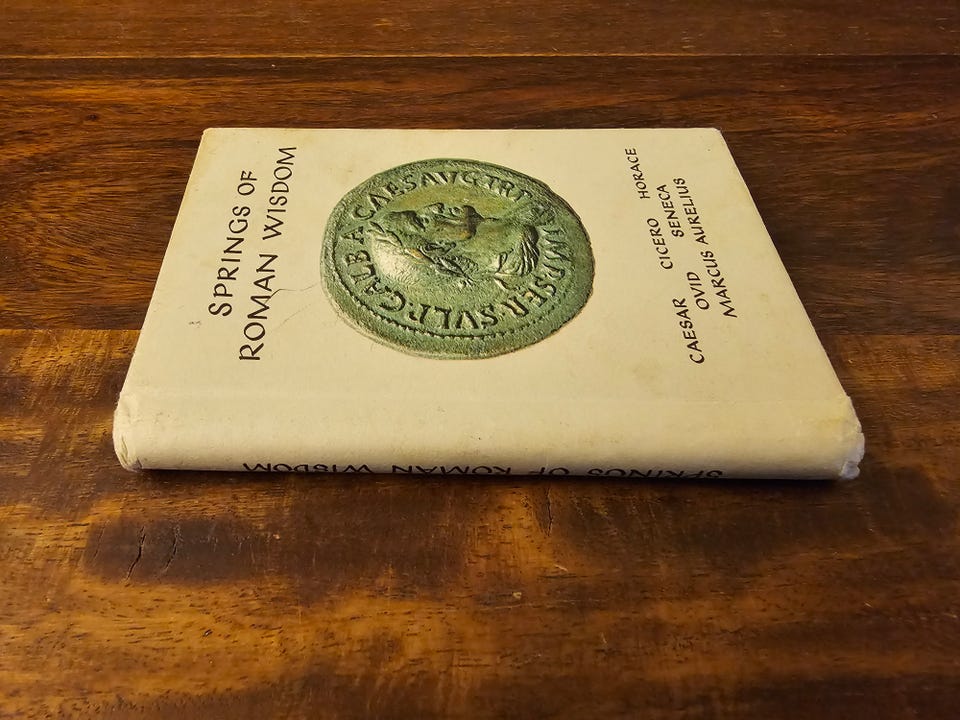 SPRINGS OF
ROMAN WISDOM
IMP·SER·SVLP·GALBA CAES AVG·TR·P
CAESAR CICERO HORACE
OVID SENECA
MARCUS AURELIUS
SPRINGS OF ROMAN WISDOM